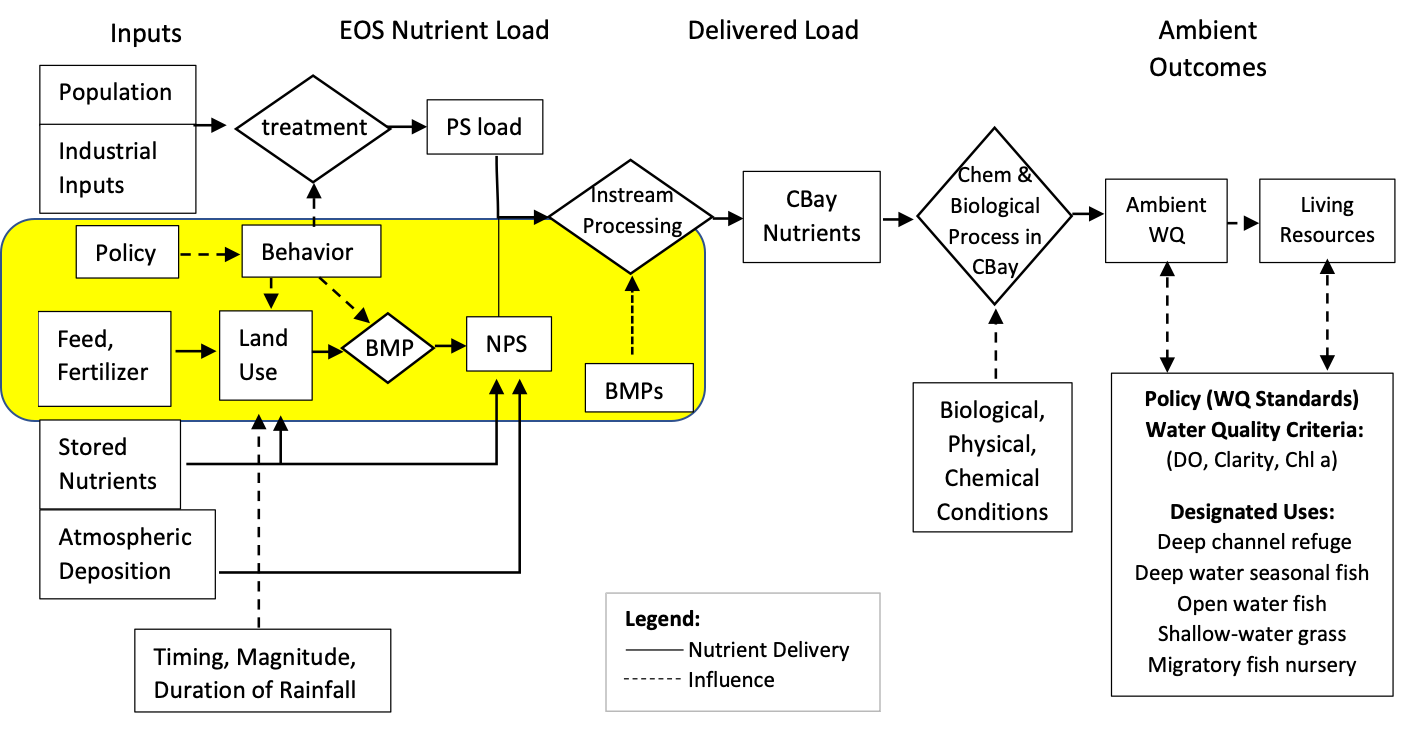 Inputs
EOS Nutrient Load
Delivered Load
Ambient
Outcomes
Population
Industrial
Inputs
treatment
PS load
Instream
Processing
CBay
Nutrients
Chem &
Biological
Process in
CBay
Ambient
WQ
Living
Resources
Policy
Behavior
Feed,
Fertilizer
Land
Use
BMP
NPS
BMPs
Stored
Nutrients
Atmospheric
Deposition
Timing, Magnitude,
Duration of Rainfall
Biological,
Physical,
Chemical
Conditions
Policy (WQ Standards)
Water Quality Criteria:
(DO, Clarity, Chl a)
Designated Uses:
Deep channel refuge
Deep water seasonal fish
Open water fish
Shallow-water grass
Migratory fish nursery
Legend:
Nutrient Delivery
Influence